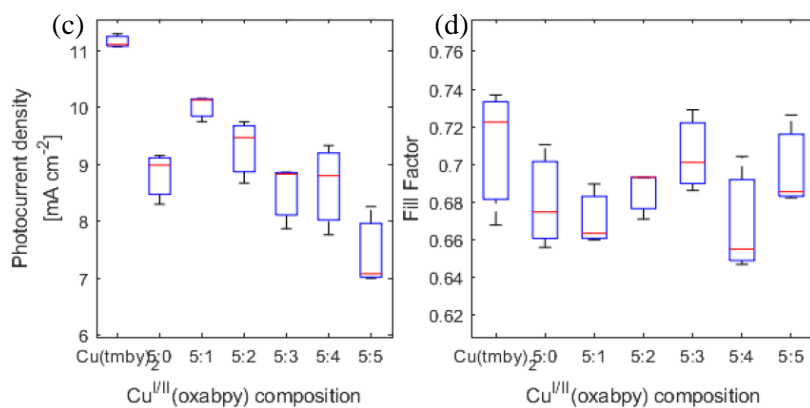 (c)
Photocurrent density
[mA cm⁻²]
11
10
9
8
7
6
Cu(tmby)₂ 5:0 5:1 5:2 5:3 5:4 5:5
Cuᴵ/ᴵᴵ(oxabpy) composition
(d)
Fill Factor
0.76
0.74
0.72
0.7
0.68
0.66
0.64
0.62
Cu(tmby)₂ 5:0 5:1 5:2 5:3 5:4 5:5
Cuᴵ/ᴵᴵ(oxabpy) composition